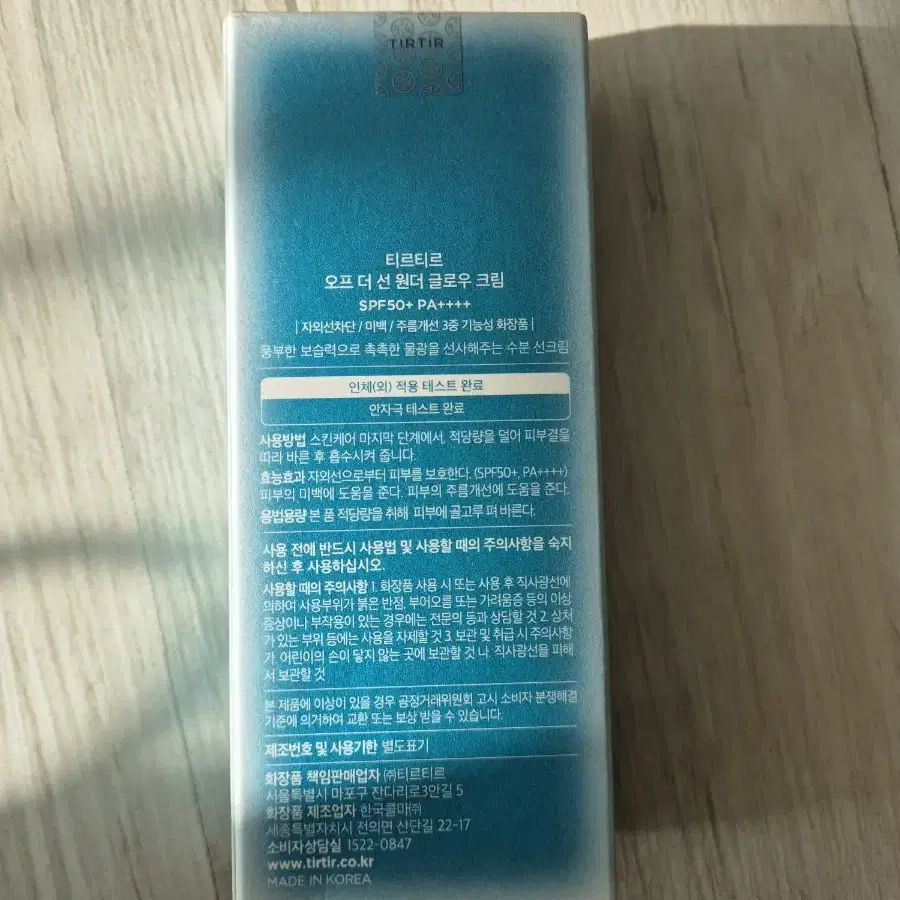 TIRTIR
티르티르
오프 더 선 원더 글로우 크림
SPF50+ PA++++
| 자외선차단 / 미백 / 주름개선 3중 기능성 화장품 |
풍부한 보습력으로 촉촉한 물광을 선사해주는 수분 선크림
인체(외) 적용 테스트 완료
안자극 테스트 완료
사용방법 스킨케어 마지막 단계에서, 적당량을 덜어 피부결을
따라 바른 후 흡수시켜 줍니다.
효능효과 자외선으로부터 피부를 보호한다. (SPF50+, PA++++)
피부의 미백에 도움을 준다. 피부의 주름개선에 도움을 준다.
용법용량 본 품 적당량을 취해 피부에 골고루 펴 바른다.
사용 전에 반드시 사용법 및 사용할 때의 주의사항을 숙지
하신 후 사용하십시오.
사용할 때의 주의사항 1. 화장품 사용 시 또는 사용 후 직사광선에
의하여 사용부위가 붉은 반점, 부어오름 또는 가려움증 등의 이상
증상이나 부작용이 있는 경우에는 전문의 등과 상담할 것 2. 상처
가 있는 부위 등에는 사용을 자제할 것 3. 보관 및 취급 시 주의사항
가. 어린이의 손이 닿지 않는 곳에 보관할 것 나. 직사광선을 피해
서 보관할 것
본 제품에 이상이 있을 경우 공정거래위원회 고시 소비자 분쟁해결
기준에 의거하여 교환 또는 보상 받을 수 있습니다.
제조번호 및 사용기한 별도표기
화장품 책임판매업자 ㈜티르티르
서울특별시 마포구 잔다리로3안길 5
화장품 제조업자 한국콜마㈜
세종특별자치시 전의면 산단길 22-17
소비자상담실 1522-0847
www.tirtir.co.kr
MADE IN KOREA